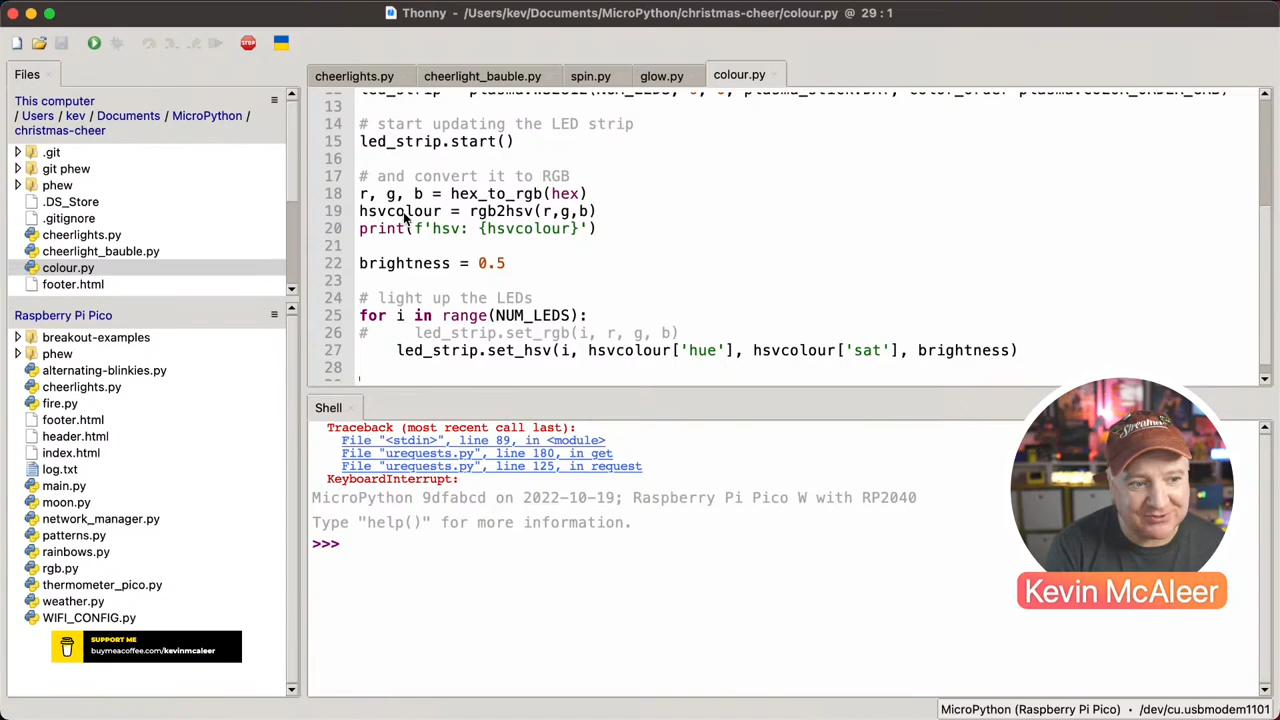 Thonny - /Users/kev/Documents/MicroPython/christmas-cheer/colour.py @ 29 : 1
STOP
Files
This computer
/ Users / kev / Documents / MicroPython /
christmas-cheer
.git
git phew
phew
.DS_Store
.gitignore
cheerlights.py
cheerlight_bauble.py
colour.py
footer.html
Raspberry Pi Pico
breakout-examples
phew
alternating-blinkies.py
cheerlights.py
fire.py
footer.html
header.html
index.html
log.txt
main.py
moon.py
network_manager.py
patterns.py
rainbows.py
rgb.py
thermometer_pico.py
weather.py
WIFI_CONFIG.py
SUPPORT ME
buymeacoffee.com/kevinmcaleer
cheerlights.py
cheerlight_bauble.py
spin.py
glow.py
colour.py
13
14 # start updating the LED strip
15 led_strip.start()
16
17 # and convert it to RGB
18 r, g, b = hex_to_rgb(hex)
19 hsvcolour = rgb2hsv(r,g,b)
20 print(f'hsv: {hsvcolour}')
21
22 brightness = 0.5
23
24 # light up the LEDs
25 for i in range(NUM_LEDS):
26 #     led_strip.set_rgb(i, r, g, b)
27     led_strip.set_hsv(i, hsvcolour['hue'], hsvcolour['sat'], brightness)
28
Shell
Traceback (most recent call last):
File "<stdin>", line 89, in <module>
File "urequests.py", line 180, in get
File "urequests.py", line 125, in request
KeyboardInterrupt:
MicroPython 9dfabcd on 2022-10-19; Raspberry Pi Pico W with RP2040
Type "help()" for more information.
>>>
Streamer
Kevin McAleer
MicroPython (Raspberry Pi Pico) • /dev/cu.usbmodem1101